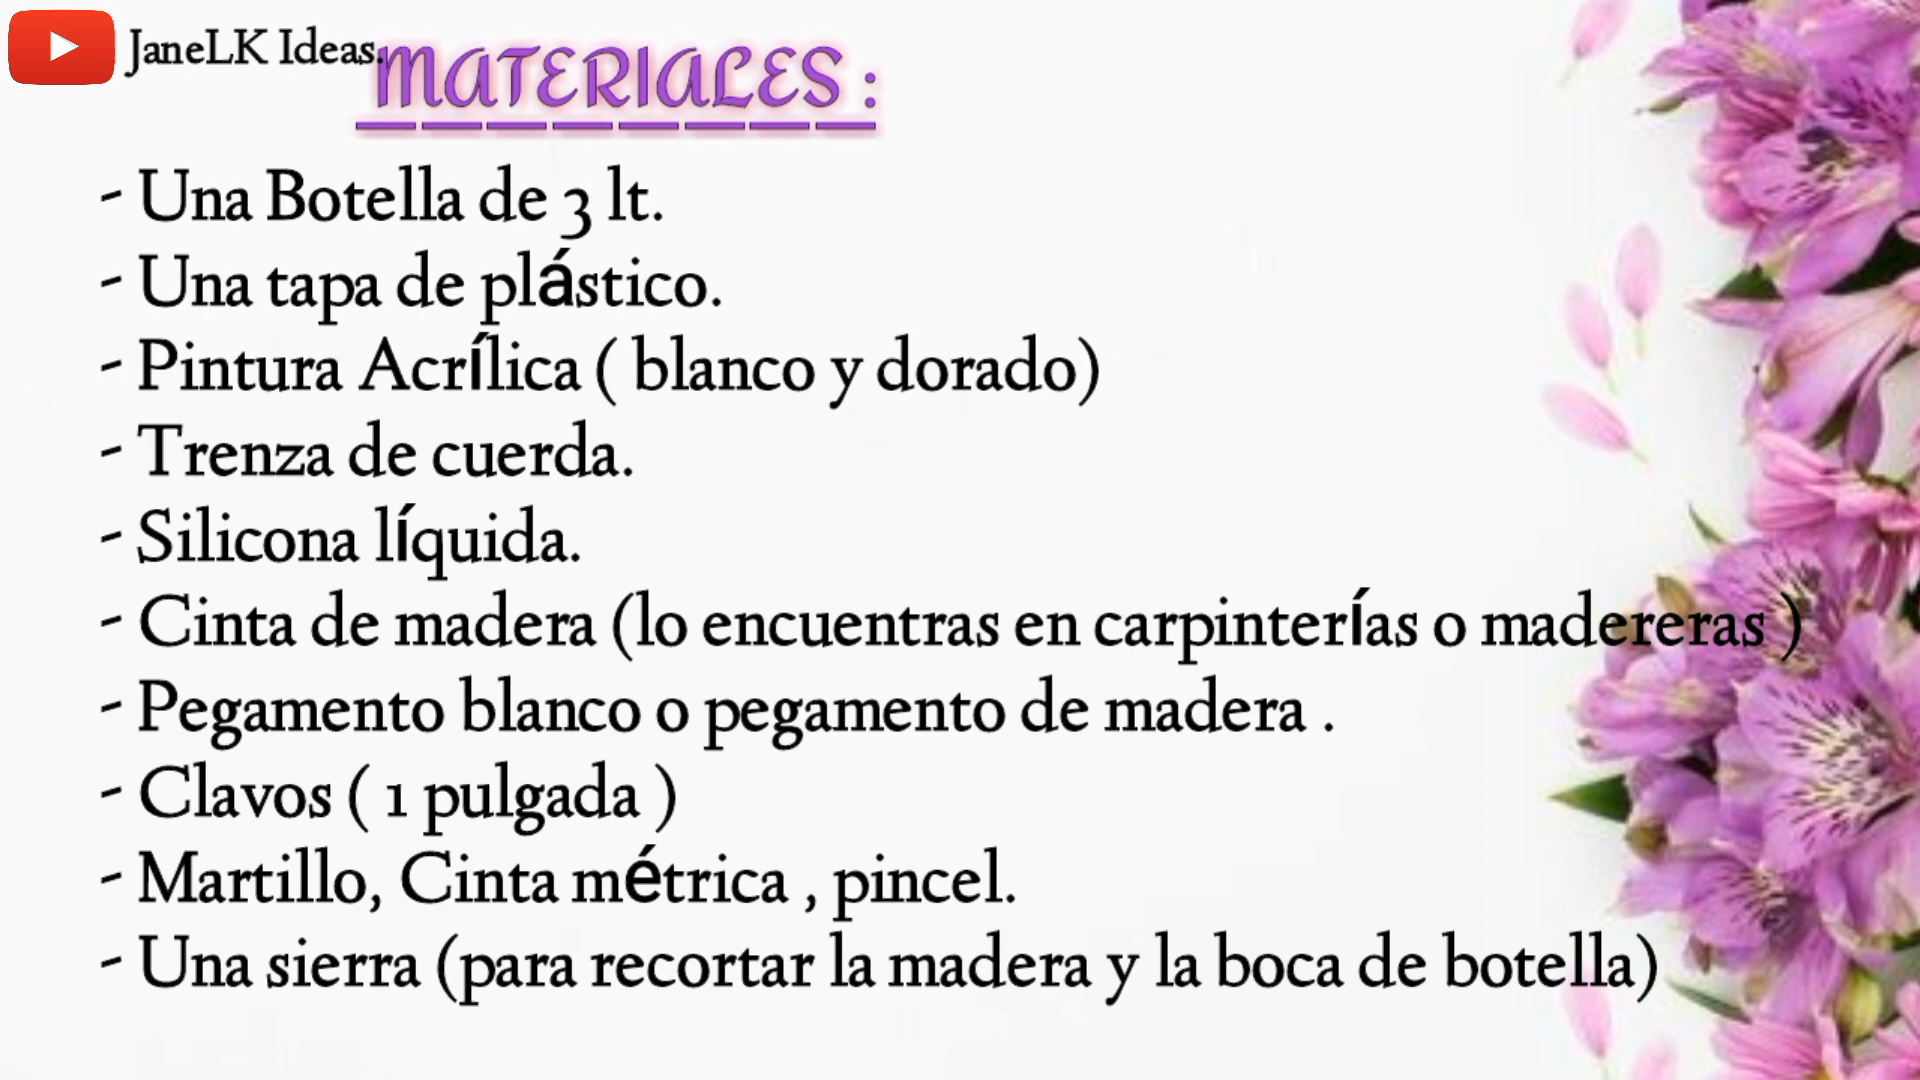 JaneLK Ideas.
MATERIALES :
- Una Botella de 3 lt.
- Una tapa de plástico.
- Pintura Acrílica ( blanco y dorado)
- Trenza de cuerda.
- Silicona líquida.
- Cinta de madera (lo encuentras en carpinterías o madereras )
- Pegamento blanco o pegamento de madera .
- Clavos ( 1 pulgada )
- Martillo, Cinta métrica , pincel.
- Una sierra (para recortar la madera y la boca de botella)